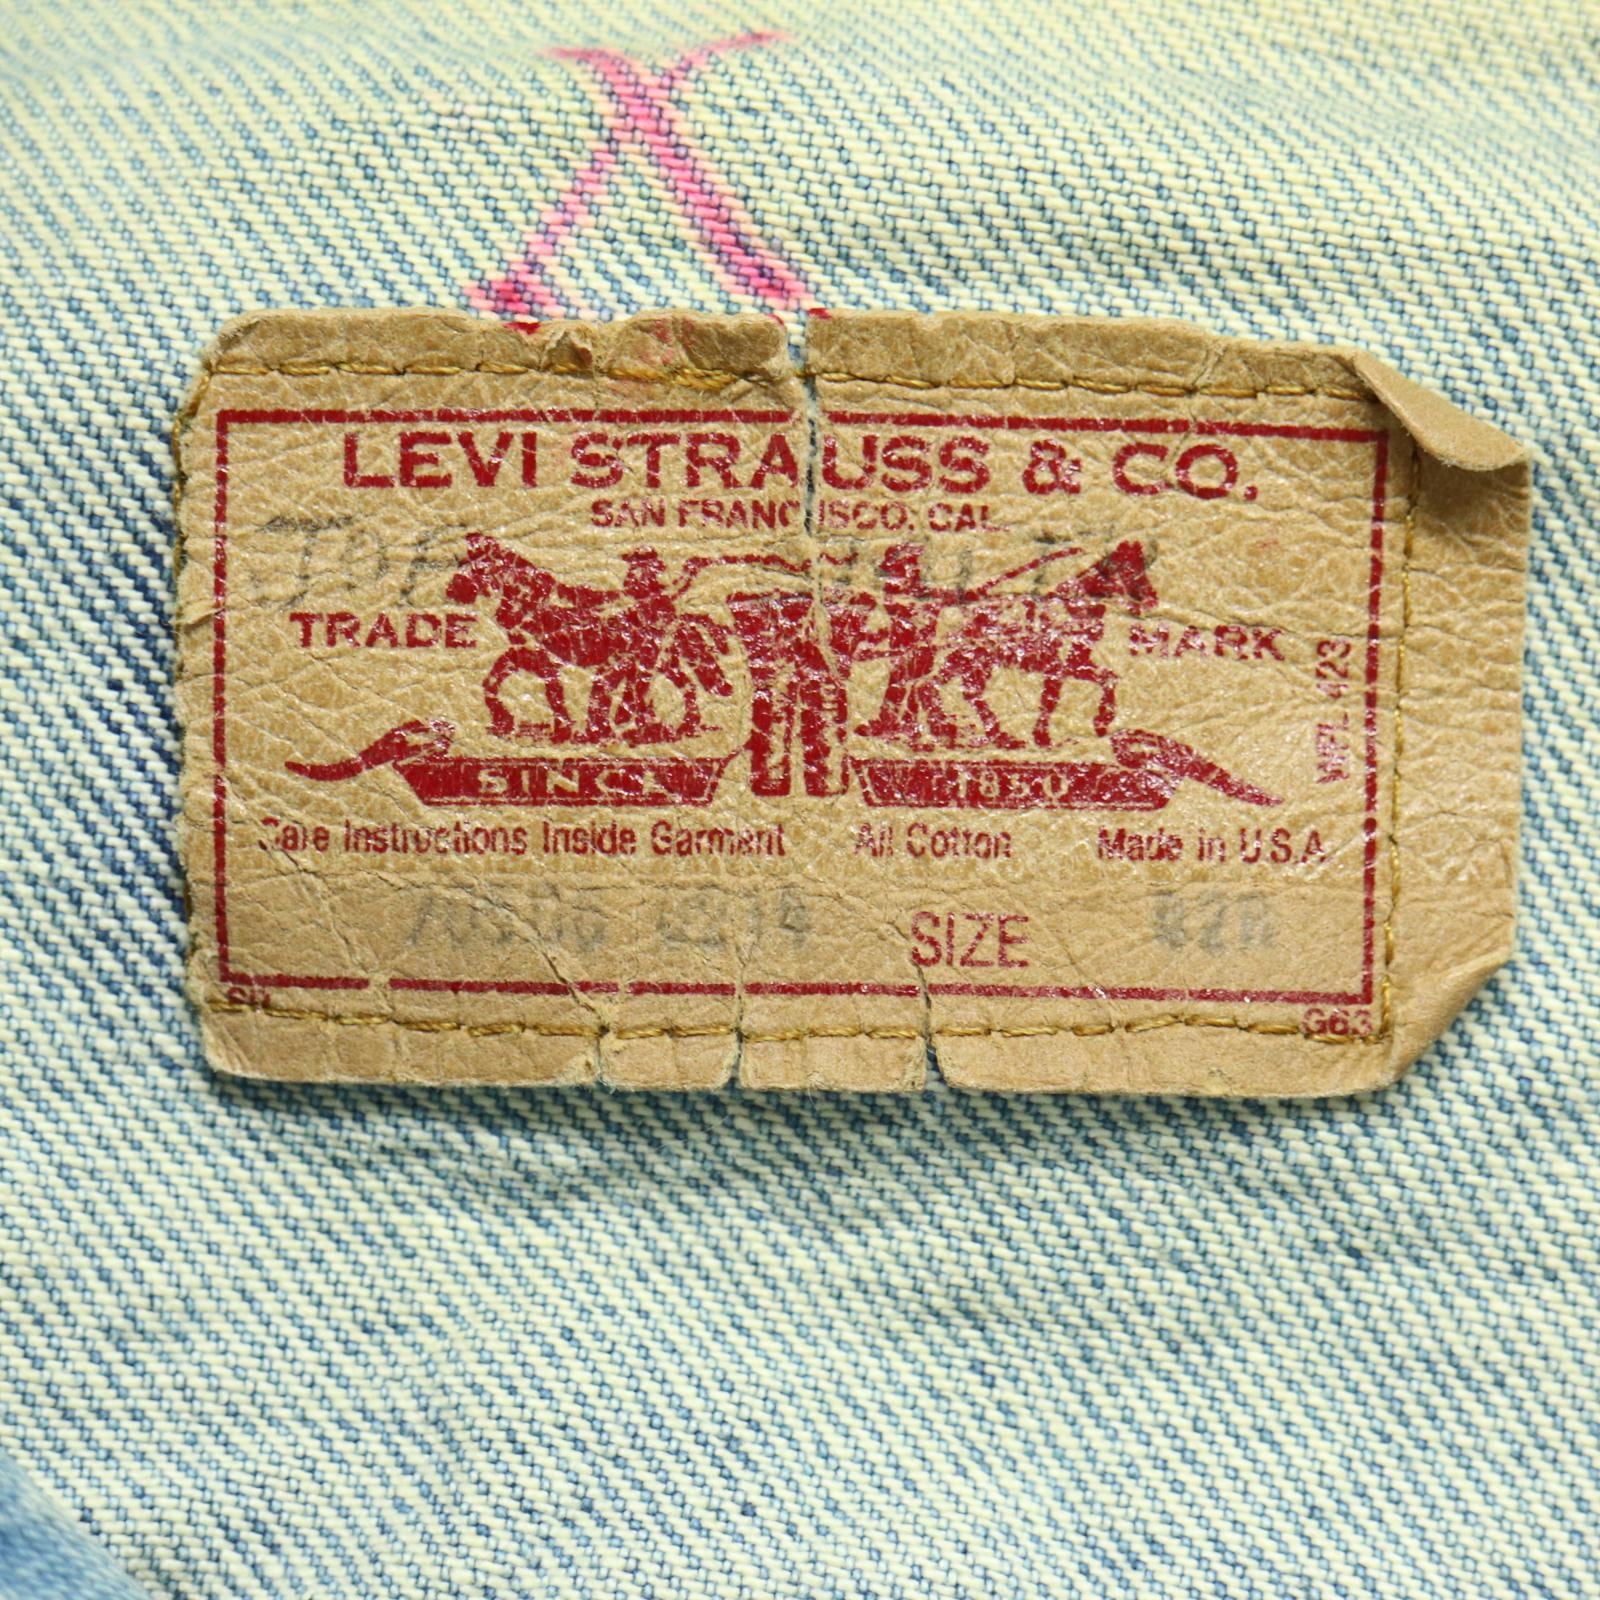 LEVI STRAUSS & CO.
SAN FRANCISCO, CAL.
TRADE MARK
SINCE 1850
WPL 423
Care Instructions Inside Garment All Cotton Made in U.S.A.
SIZE 42R
G63